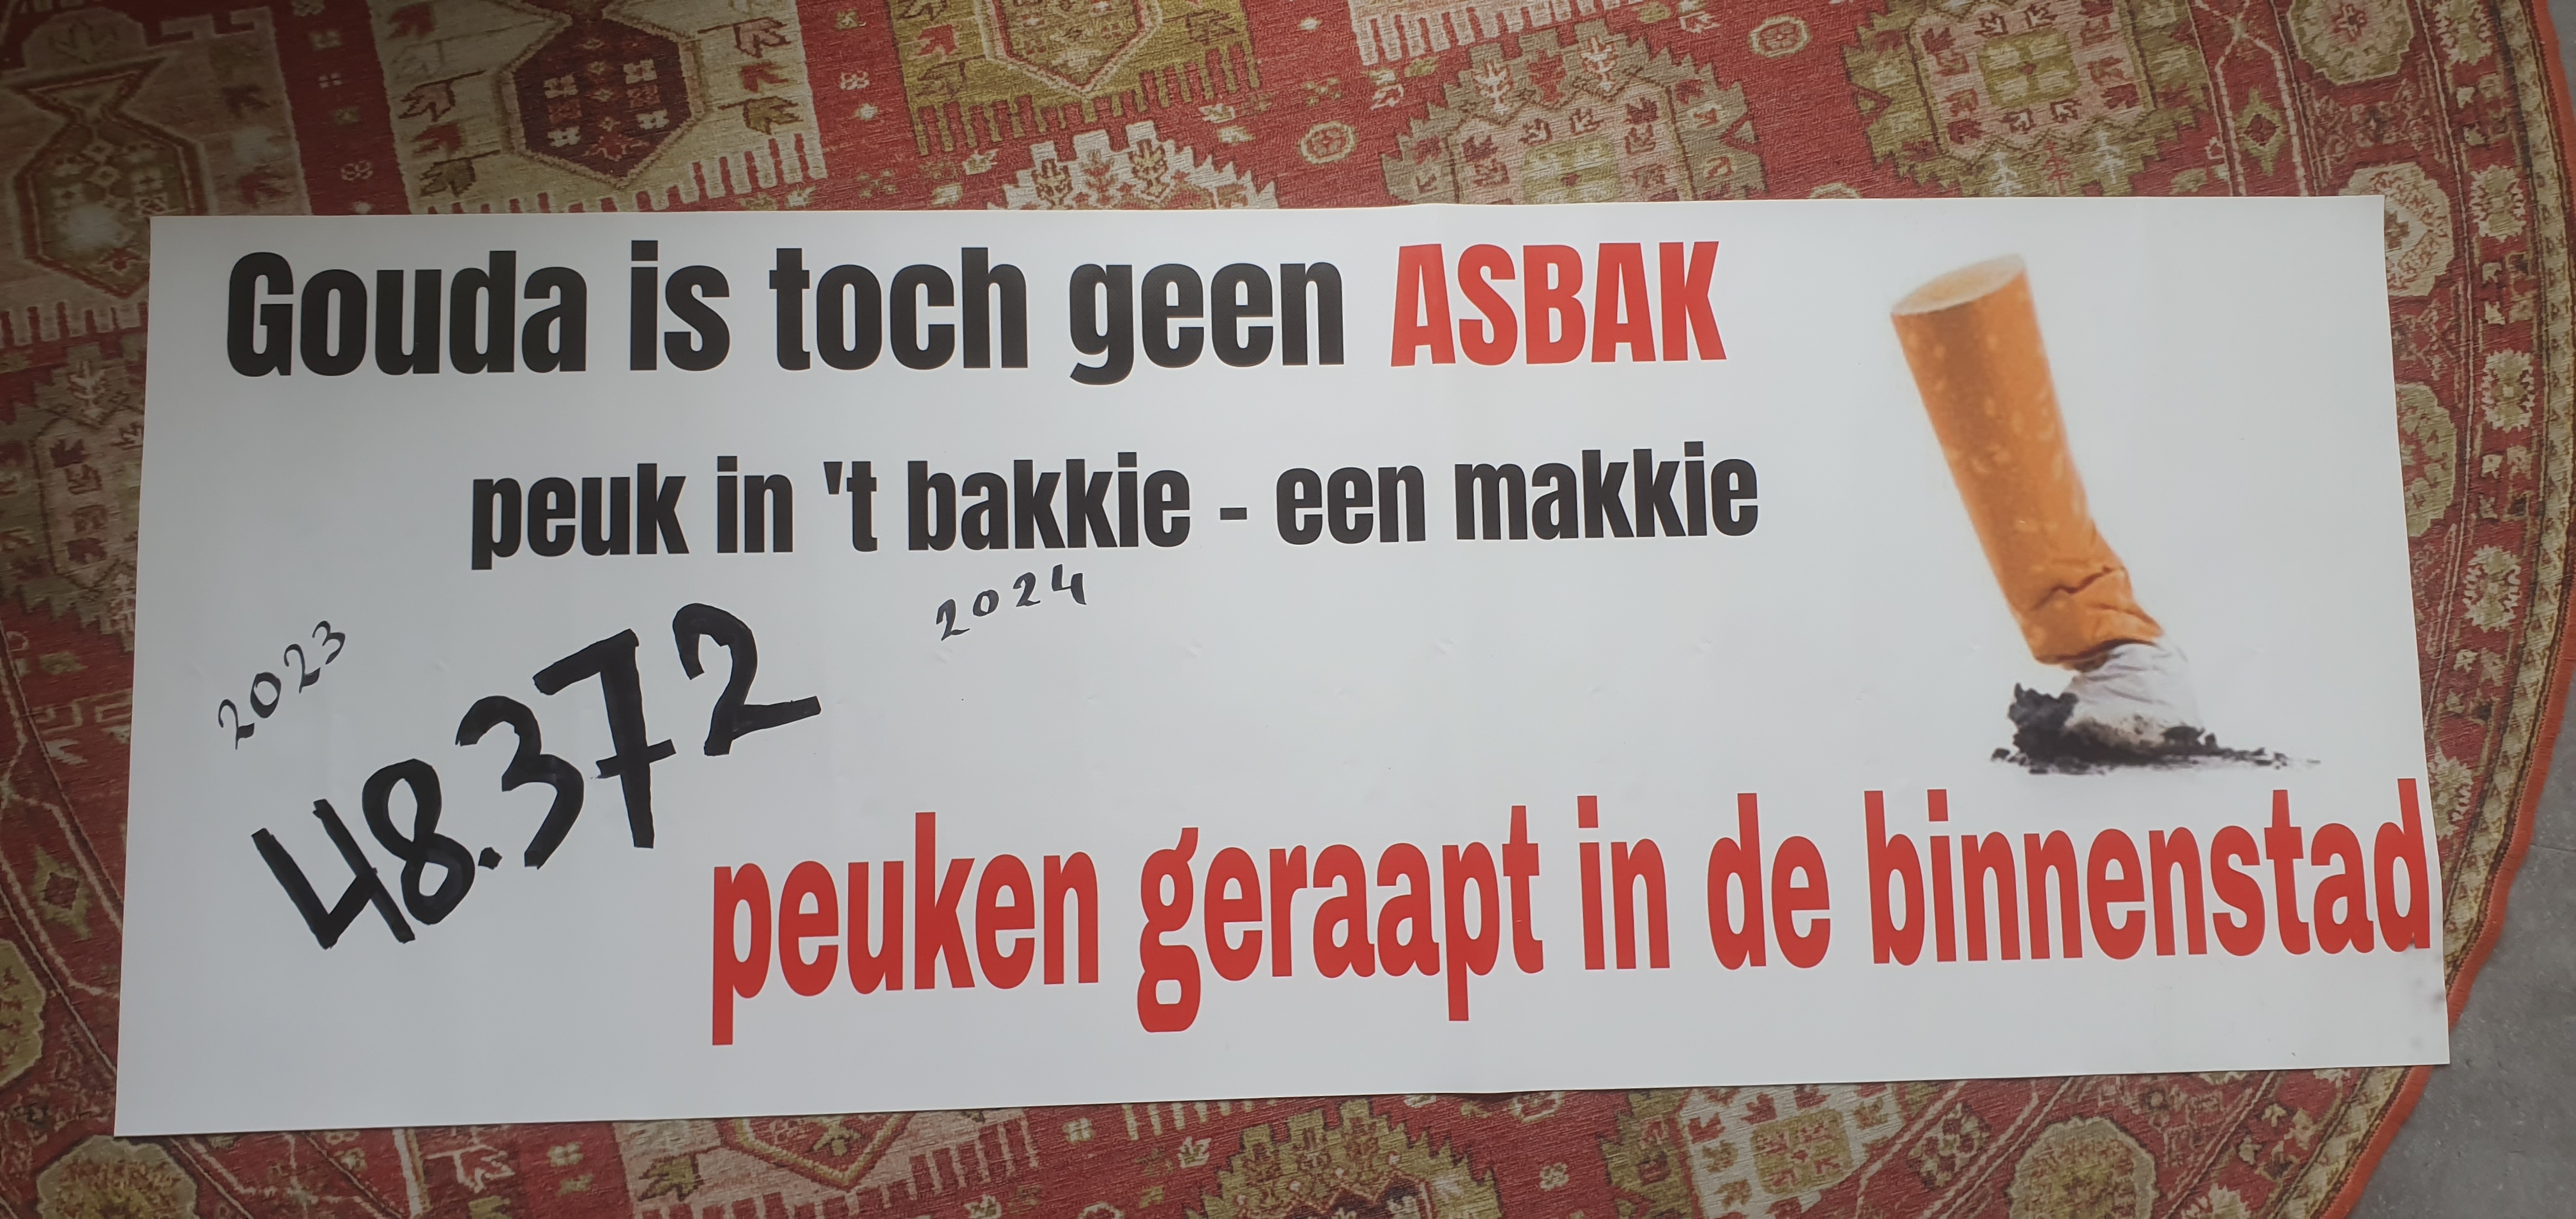 Gouda is toch geen ASBAK
peuk in 't bakkie - een makkie
2023
48.372
2024
peuken geraapt in de binnenstad